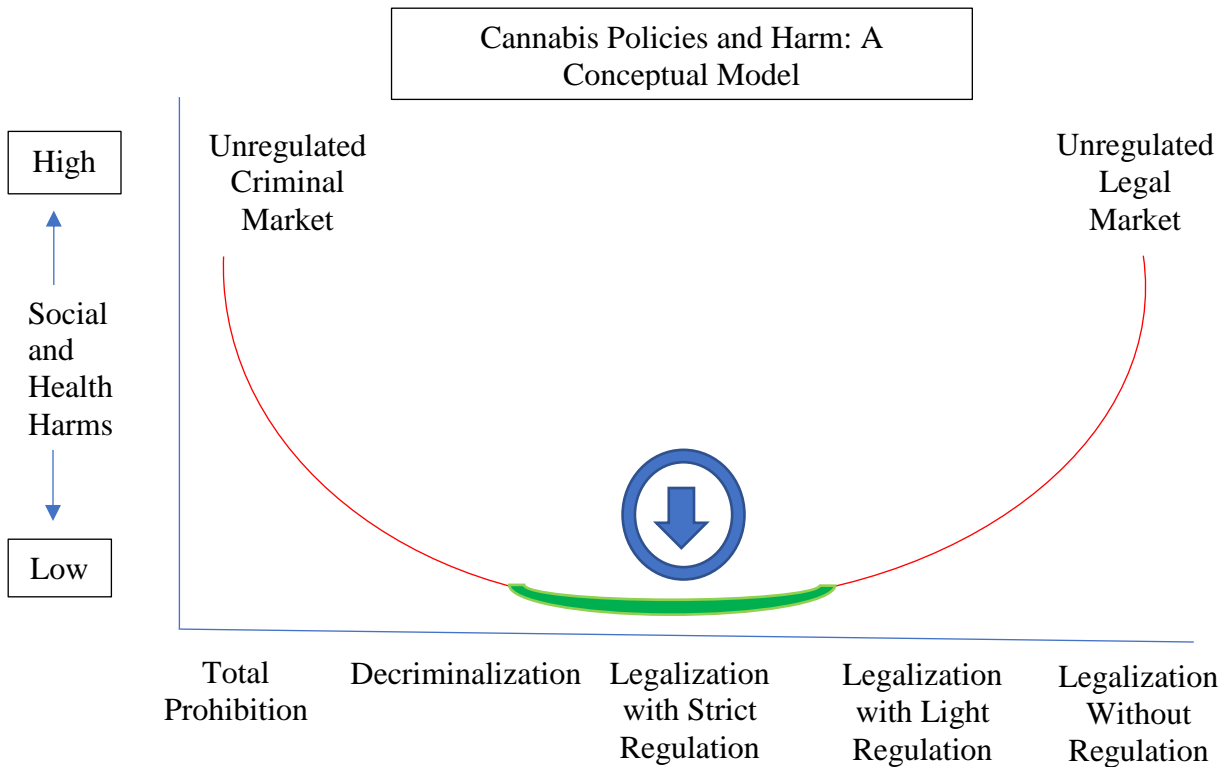 Cannabis Policies and Harm: A
Conceptual Model
High
Social
and
Health
Harms
Low
Unregulated
Criminal
Market
Unregulated
Legal
Market
Total
Prohibition
Decriminalization
Legalization
with Strict
Regulation
Legalization
with Light
Regulation
Legalization
Without
Regulation